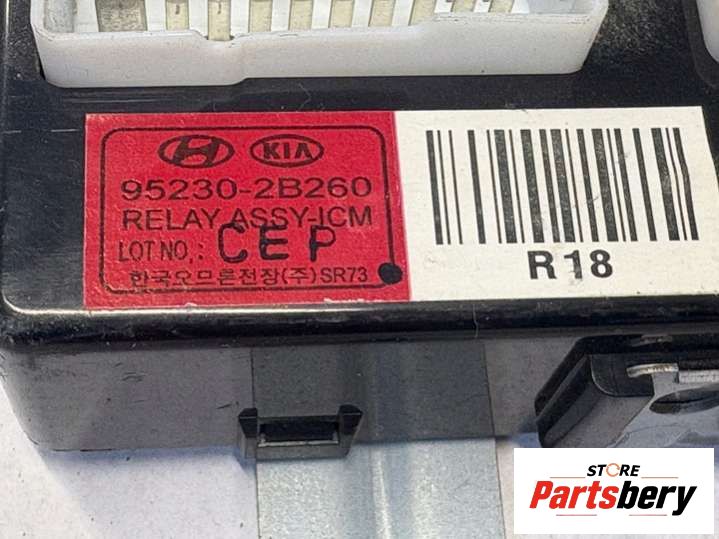 KIA
95230-2B260
RELAY ASSY-ICM
LOT NO,: CEP
한국오므론전장(주) SR73
R18
STORE
Partsbery